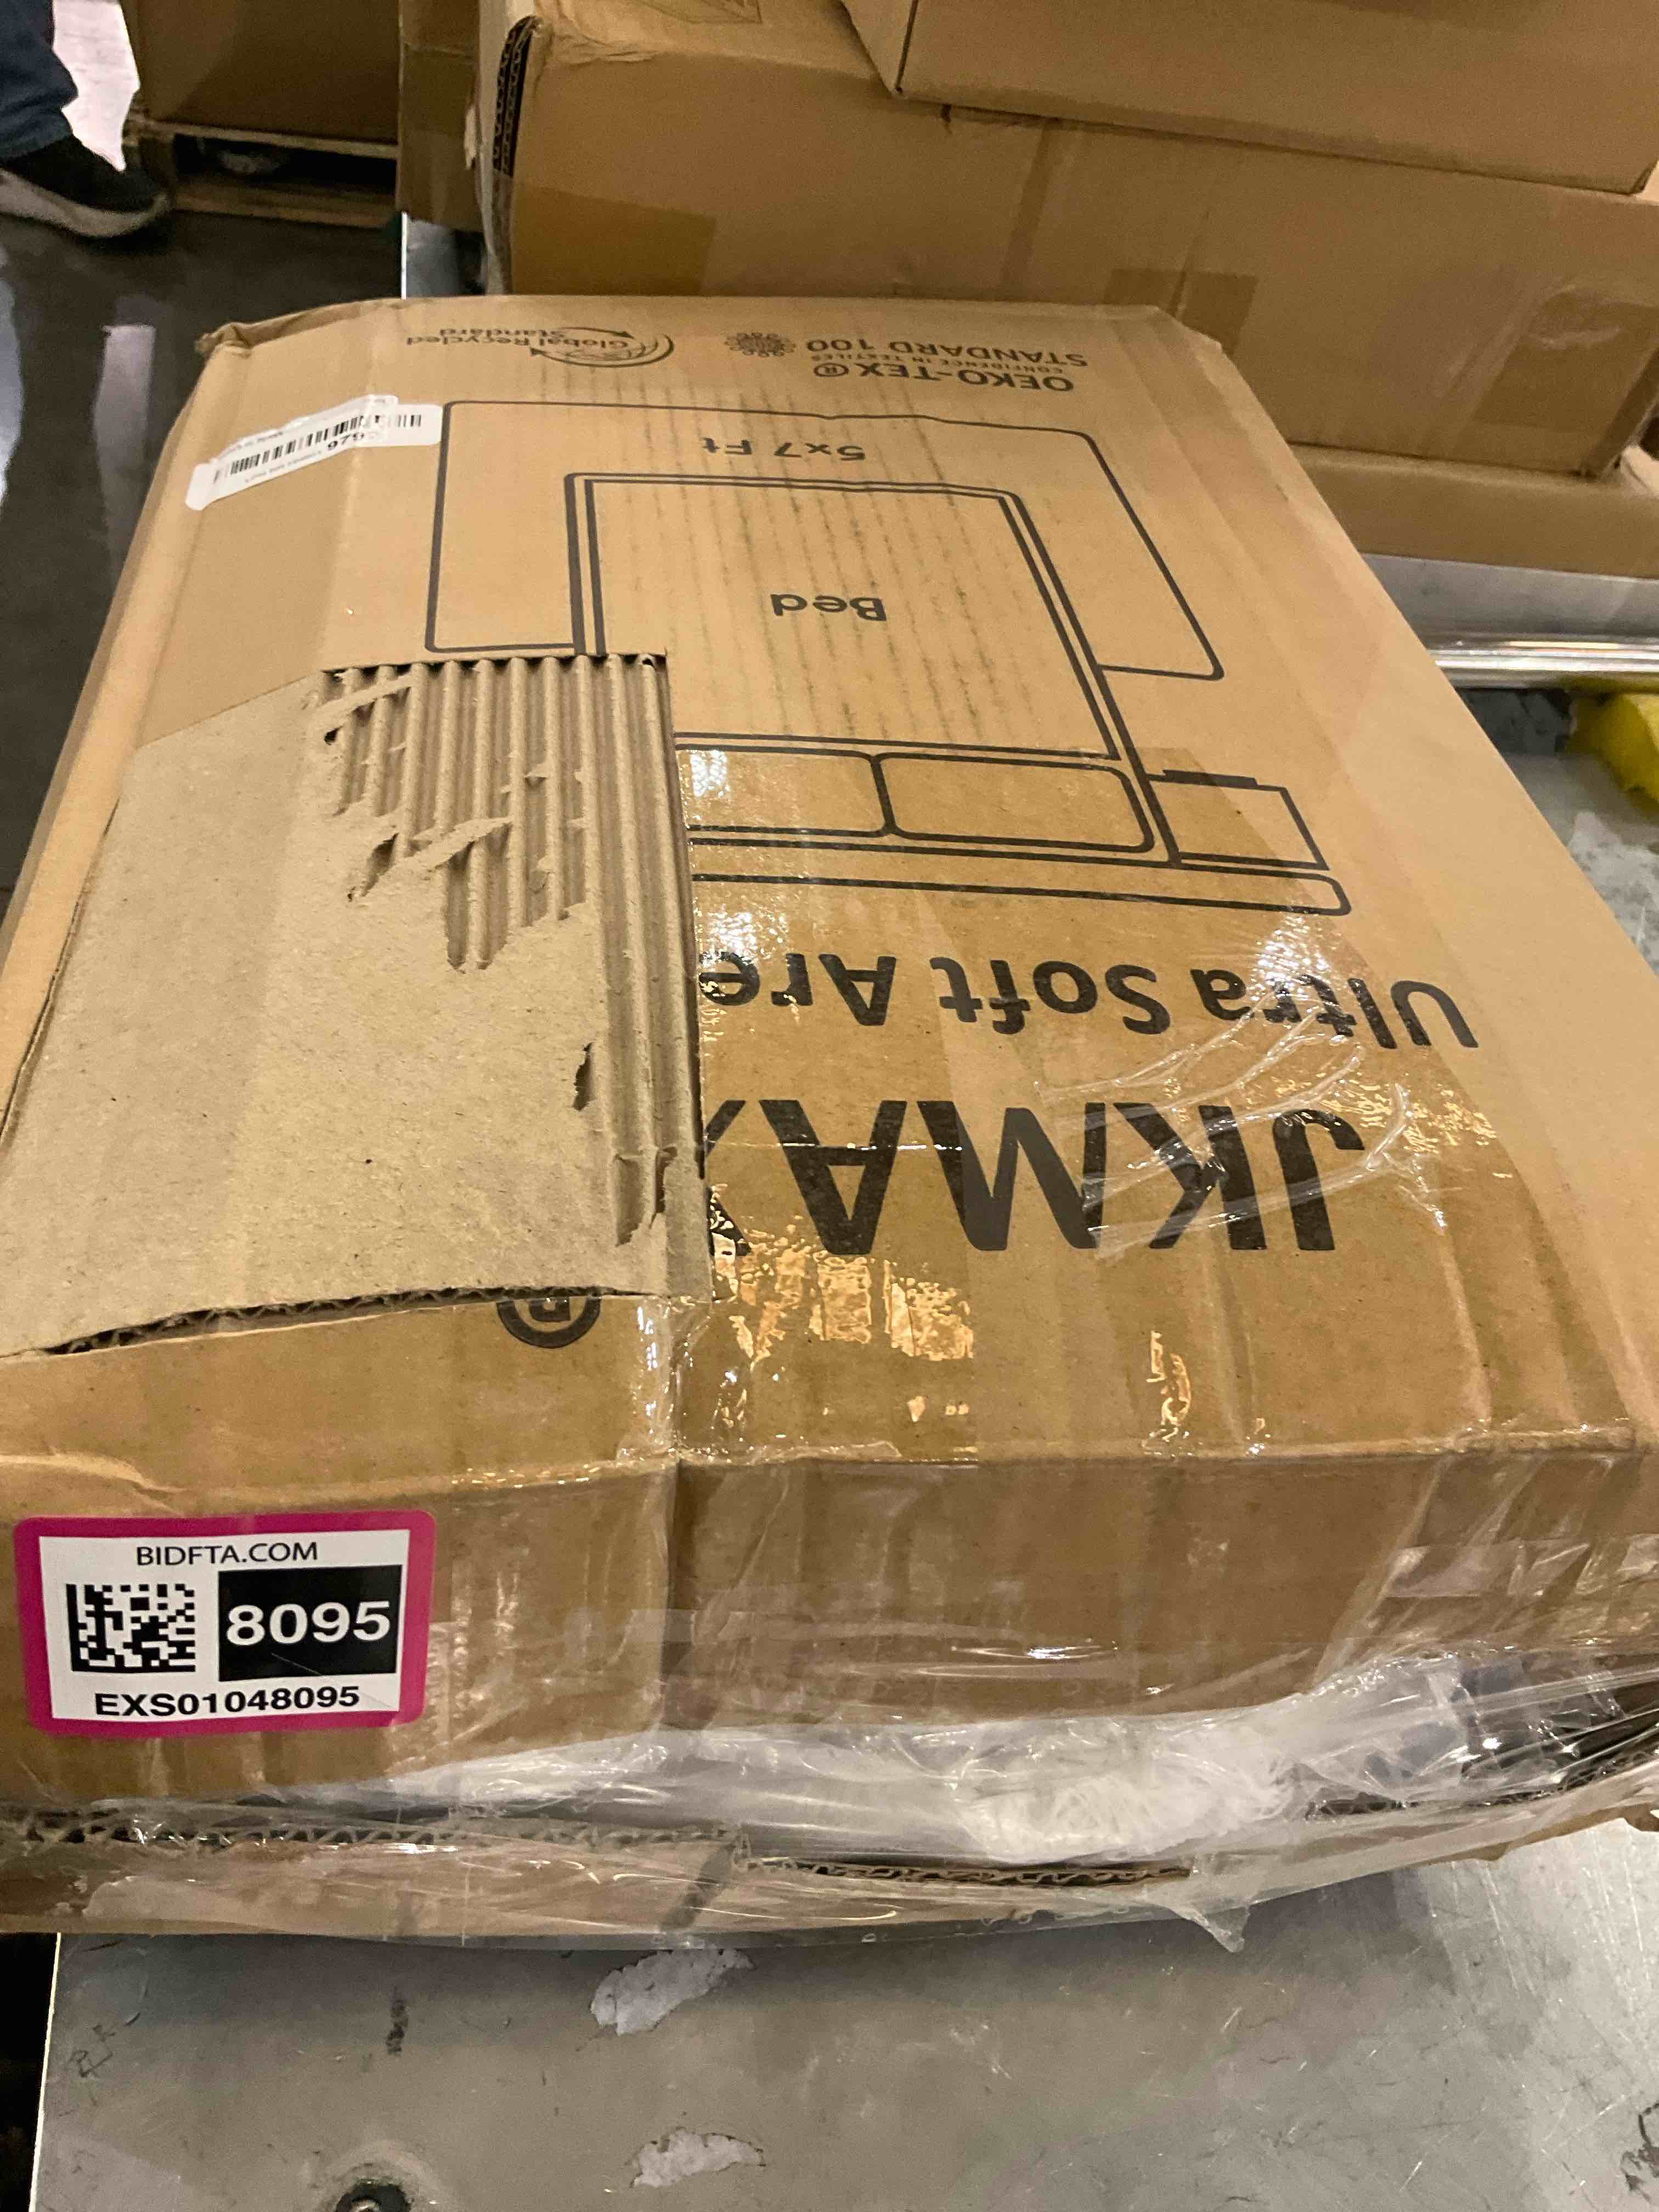 JKMA
®
Ultra Soft Are
Bed
5x7 Ft
OEKO-TEX®
CONFIDENCE IN TEXTILES
STANDARD 100
Global Recycled
Standard
BIDFTA.COM
8095
EXS01048095